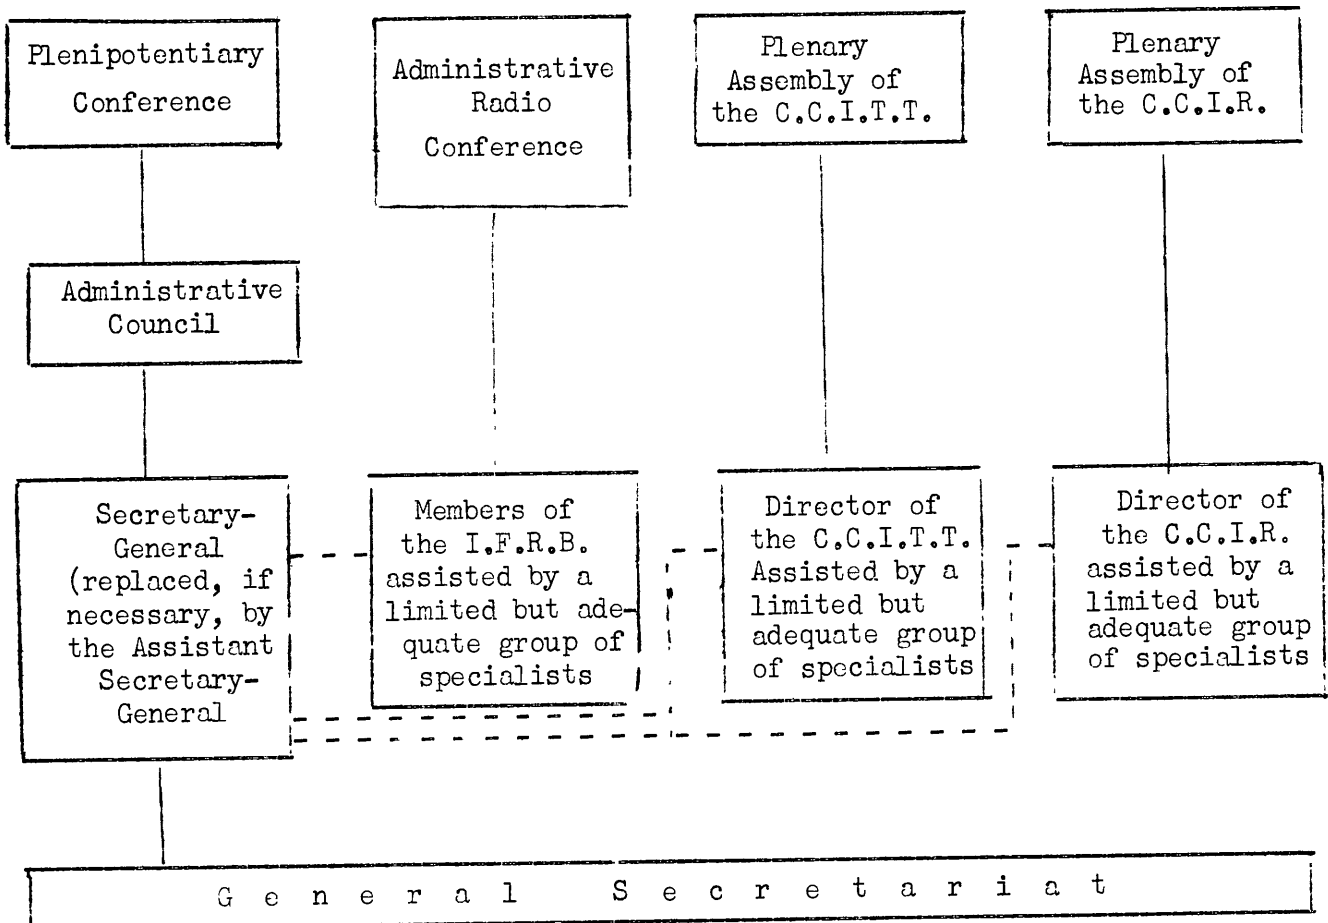 Plenipotentiary
Conference
Administrative
Radio
Conference
Plenary
Assembly of
the C.C.I.T.T.
Plenary
Assembly of
the C.C.I.R.
Administrative
Council
Secretary-
General
(replaced, if
necessary, by
the Assistant
Secretary-
General
Members of
the I.F.R.B.
assisted by a
limited but ade-
quate group of
specialists
Director of
the C.C.I.T.T.
Assisted by a
limited but
adequate group
of specialists
Director of
the C.C.I.R.
assisted by a
limited but
adequate group
of specialists
General Secretariat